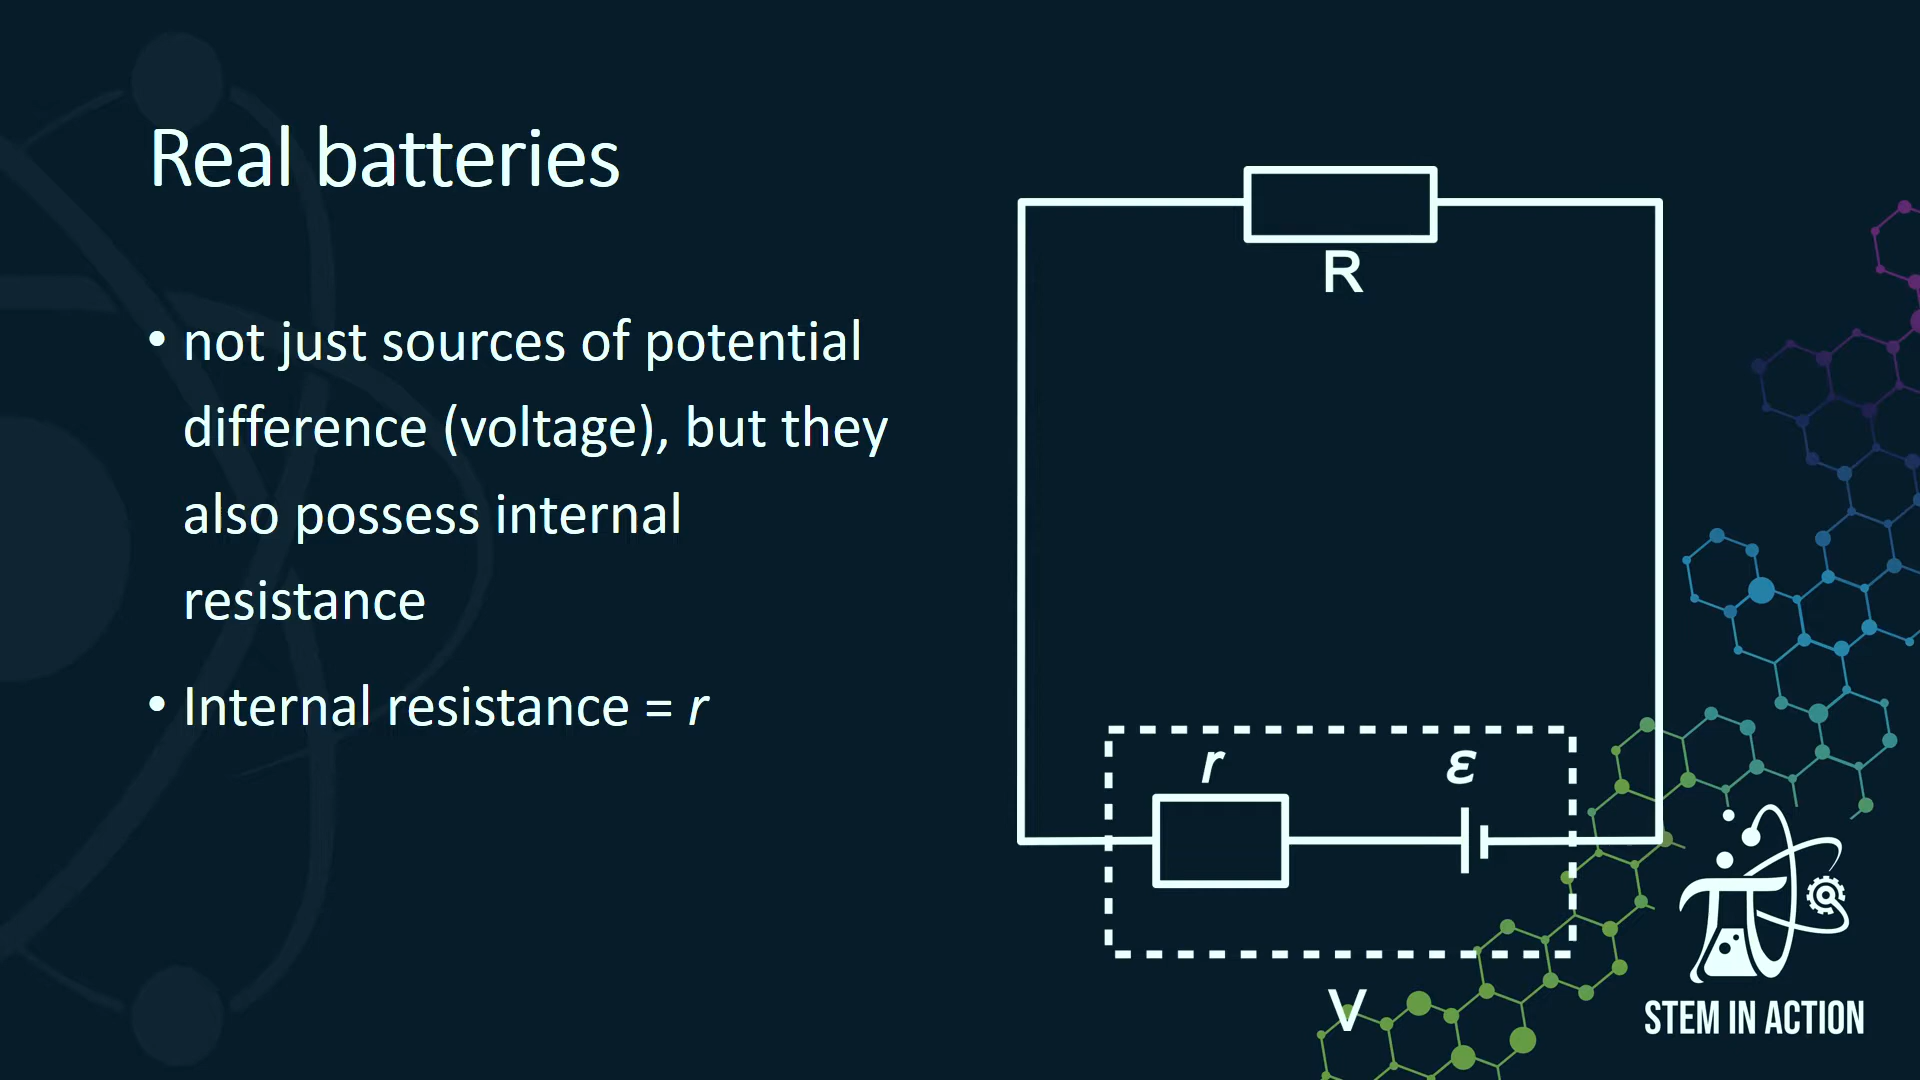 Real batteries
• not just sources of potential
difference (voltage), but they
also possess internal
resistance
• Internal resistance = r
R
r
ε
V
STEM IN ACTION